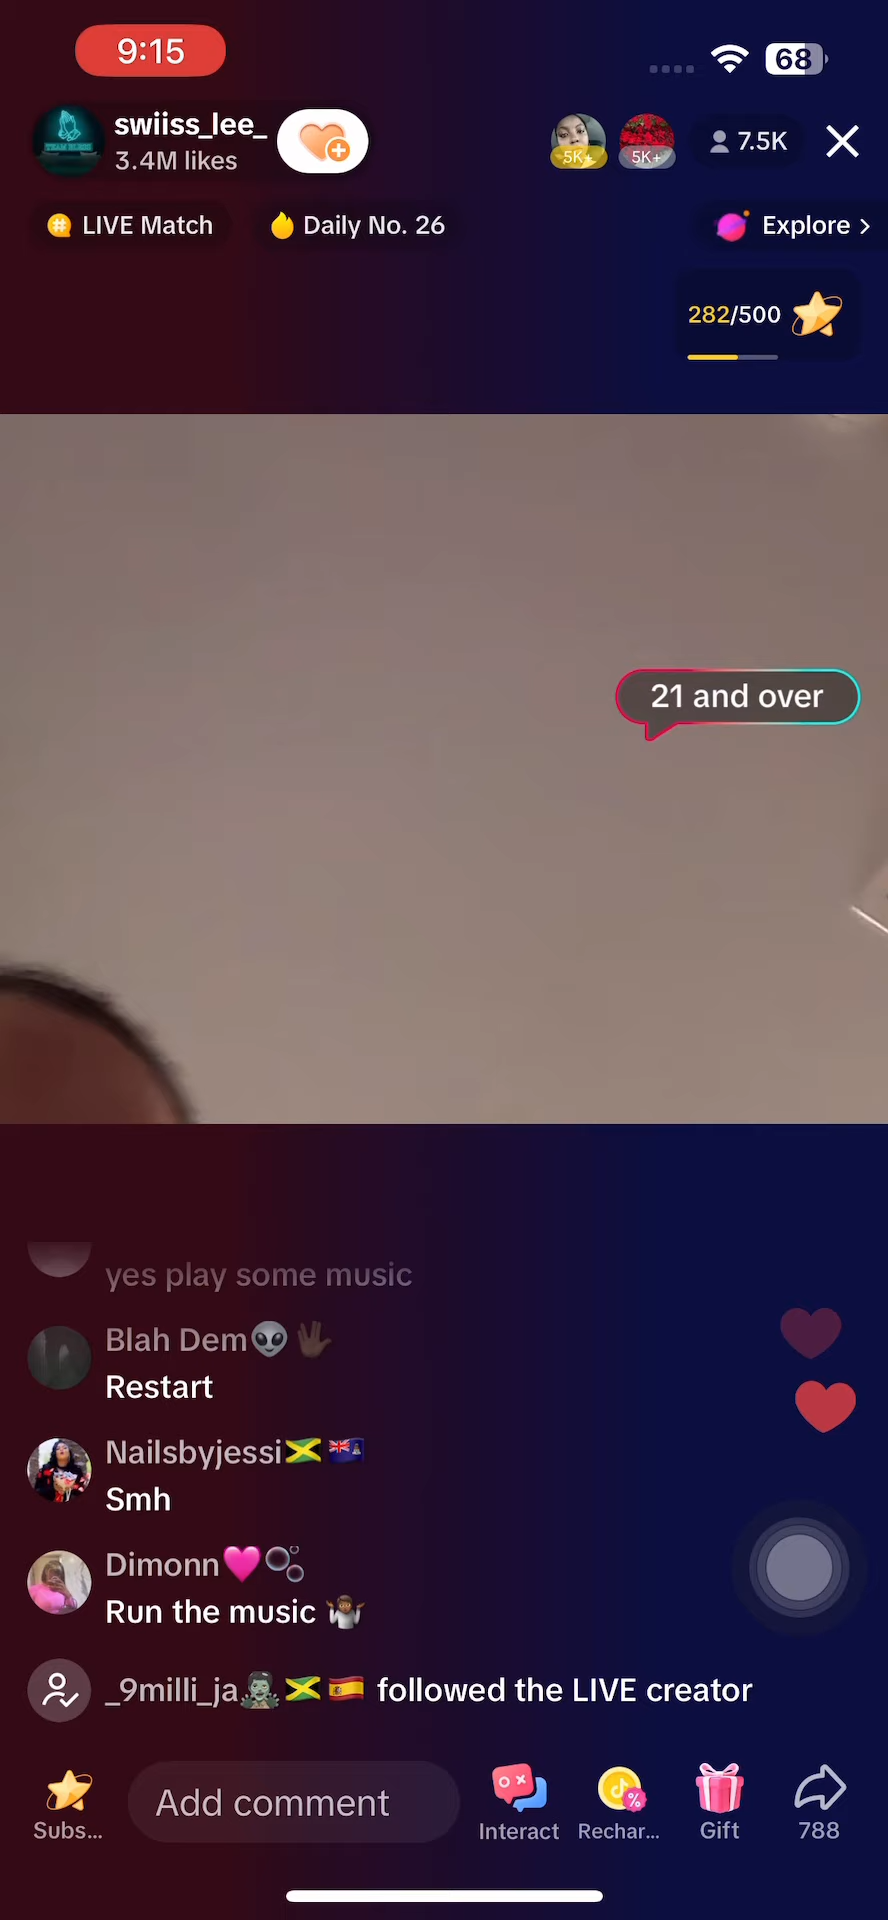 9:15
68
swiiss_lee_
3.4M likes
5K+
5K+
7.5K
LIVE Match
Daily No. 26
Explore >
282/500
21 and over
yes play some music
Blah Dem👽🖖🏿
Restart
Nailsbyjessi🇯🇲🇰🇾
Smh
Dimonn🩷🫧
Run the music 🤷🏾‍♀️
_9milli_ja🧟‍♂️🇯🇲🇪🇸 followed the LIVE creator
Subs...
Add comment
Interact
Rechar...
Gift
788